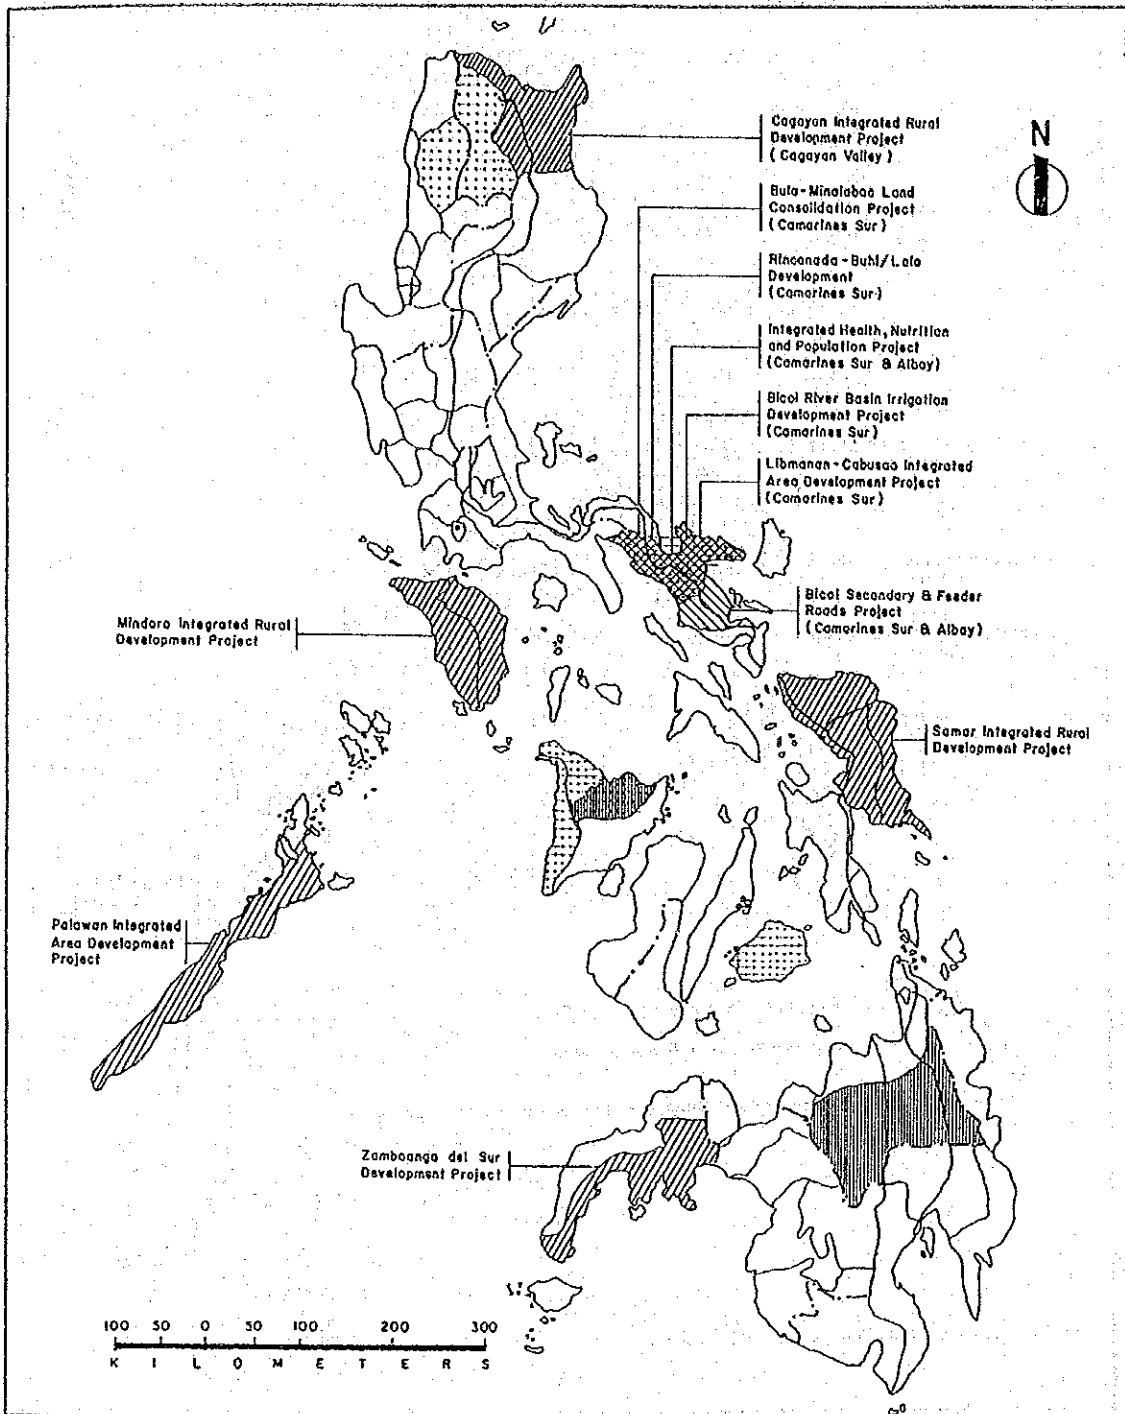 Cagayan Integrated Rural
Development Project
(Cagayan Valley)
N
Bula-Minalabac Land
Consolidation Project
(Camarines Sur)
Rinconada-Buhi/Lalo
Development
(Camarines Sur)
Integrated Health, Nutrition
and Population Project
(Camarines Sur & Albay)
Bicol River Basin Irrigation
Development Project
(Camarines Sur)
Libmanan-Cabusao Integrated
Area Development Project
(Camarines Sur)
Bicol Secondary & Feeder
Roads Project
(Camarines Sur & Albay)
Mindoro Integrated Rural
Development Project
Samar Integrated Rural
Development Project
Palawan Integrated
Area Development
Project
Zamboanga del Sur
Development Project
100 50 0 50 100 200 300
KILOMETERS